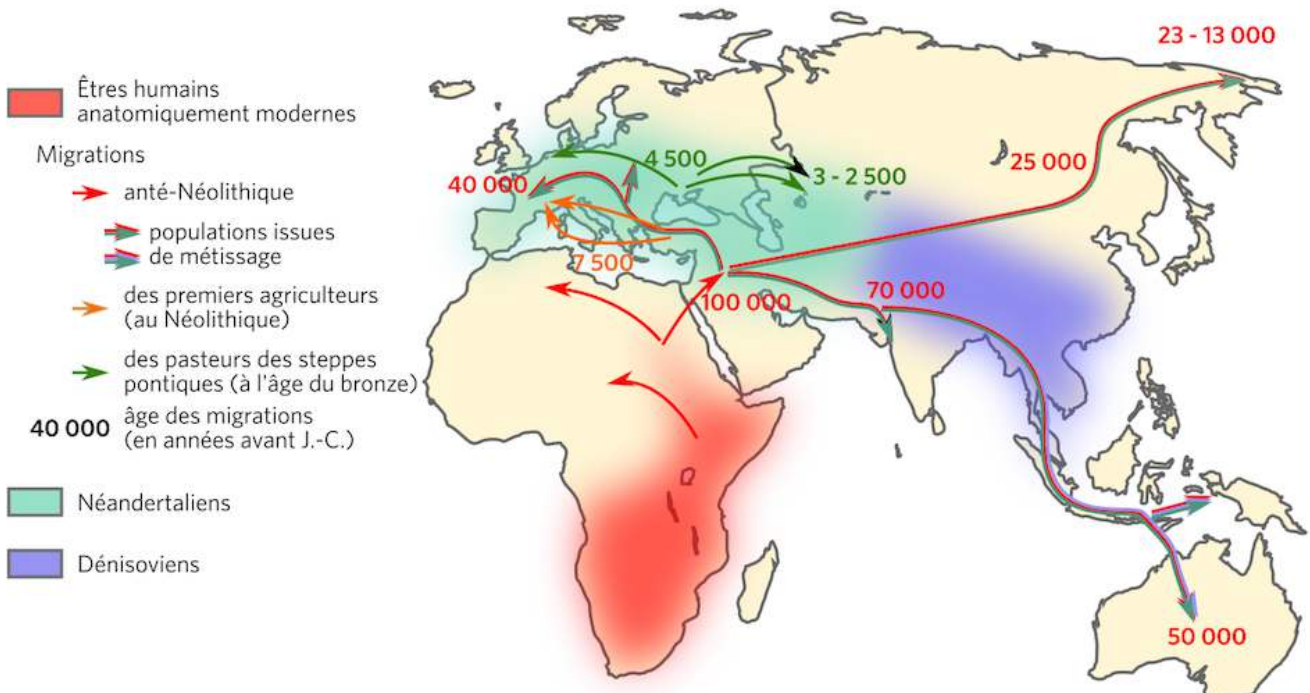 Êtres humains
anatomiquement modernes
Migrations
anté-Néolithique
populations issues
de métissage
des premiers agriculteurs
(au Néolithique)
des pasteurs des steppes
pontiques (à l'âge du bronze)
40 000 âge des migrations
(en années avant J.-C.)
Néandertaliens
Dénisoviens
23 - 13 000
25 000
4 500
40 000
3 - 2 500
7 500
100 000
70 000
50 000